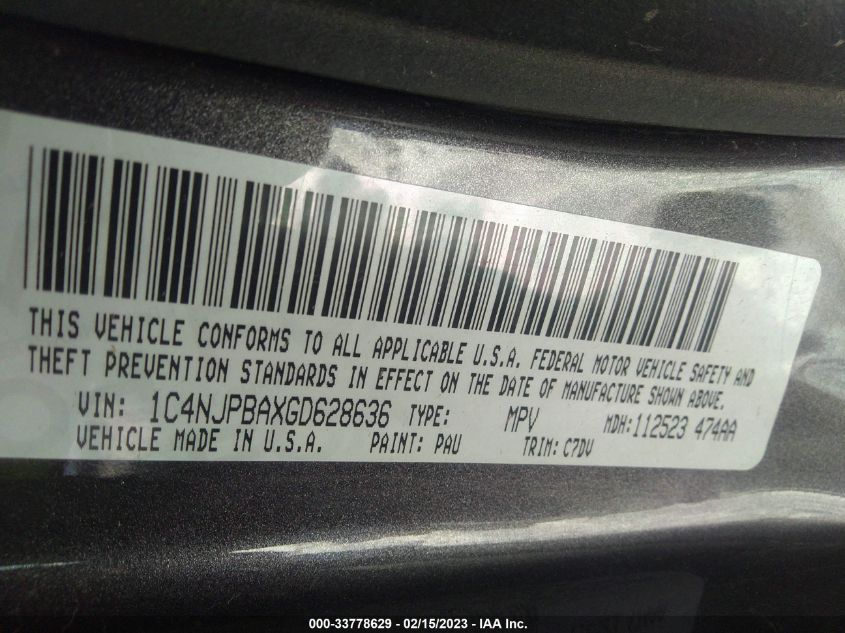 THIS VEHICLE CONFORMS TO ALL APPLICABLE U.S.A. FEDERAL MOTOR VEHICLE SAFETY AND
THEFT PREVENTION STANDARDS IN EFFECT ON THE DATE OF MANUFACTURE SHOWN ABOVE.
VIN: 1C4NJPBAXGD628636 TYPE: MPV MDH:112523 474AA
VEHICLE MADE IN U.S.A. PAINT: PAU TRIM: C7DV
000-33778629 - 02/15/2023 - IAA Inc.